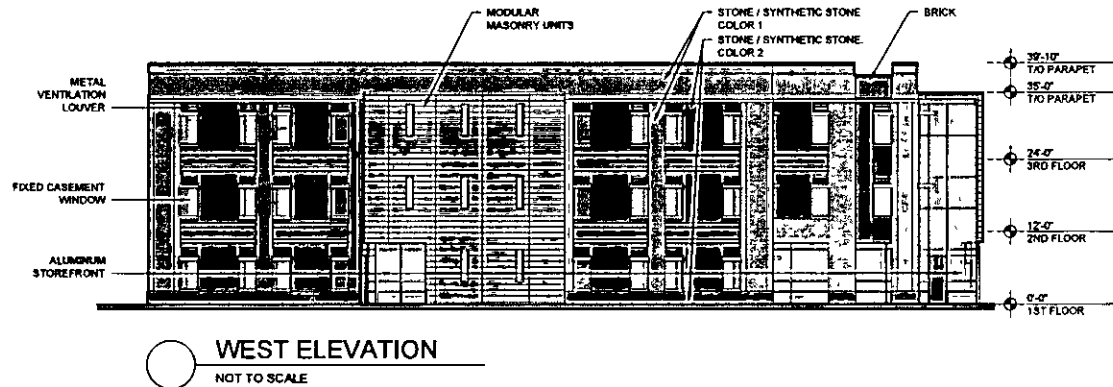 MODULAR
MASONRY UNITS
STONE / SYNTHETIC STONE
COLOR 1
STONE / SYNTHETIC STONE.
COLOR 2
BRICK
METAL
VENTILATION
LOUVER
FIXED CASEMENT
WINDOW
ALUMINUM
STOREFRONT
39'-10"
T/O PARAPET
35'-0"
T/O PARAPET
24'-0"
3RD FLOOR
12'-0"
2ND FLOOR
0'-0"
1ST FLOOR
WEST ELEVATION
NOT TO SCALE